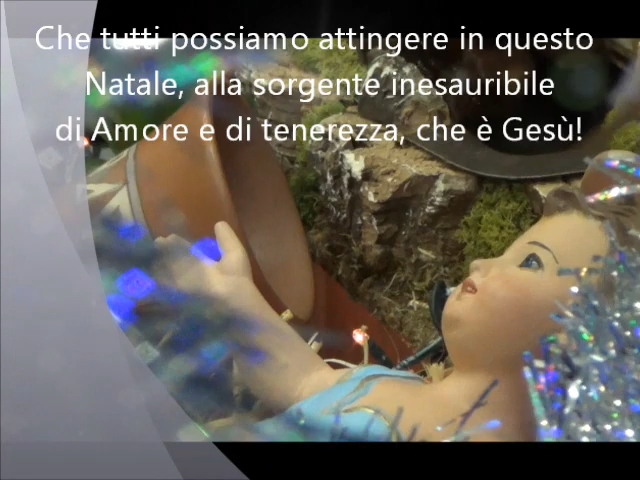 Che tutti possiamo attingere in questo
Natale, alla sorgente inesauribile
di Amore e di tenerezza, che è Gesù!